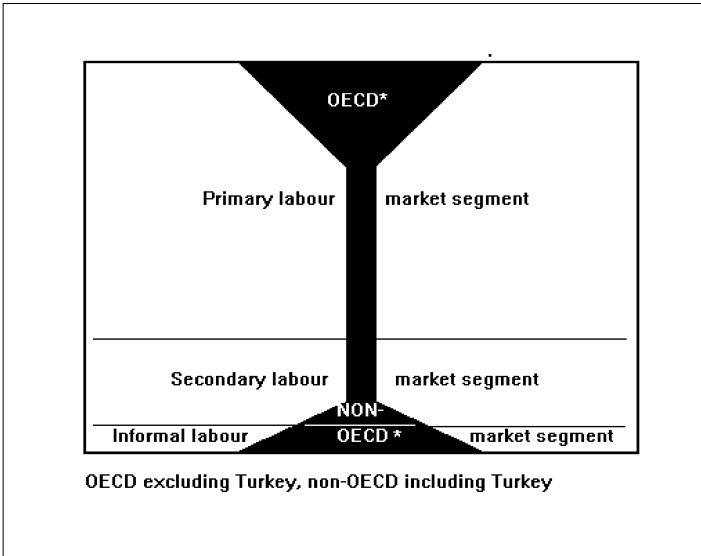 OECD*
Primary labour market segment
Secondary labour market segment
NON-
Informal labour OECD * market segment
OECD excluding Turkey, non-OECD including Turkey